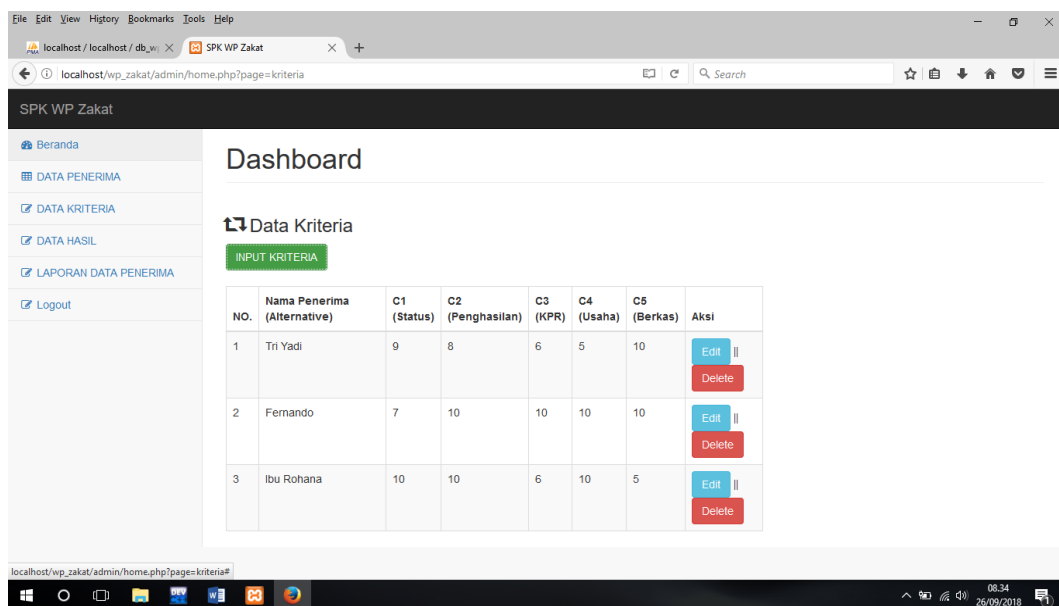 File Edit View History Bookmarks Tools Help
localhost / localhost / db_w
SPK WP Zakat
localhost/wp_zakat/admin/home.php?page=kriteria
Search
SPK WP Zakat
Beranda
DATA PENERIMA
DATA KRITERIA
DATA HASIL
LAPORAN DATA PENERIMA
Logout
Dashboard
Data Kriteria
INPUT KRITERIA
NO. Nama Penerima (Alternative) C1 (Status) C2 (Penghasilan) C3 (KPR) C4 (Usaha) C5 (Berkas) Aksi
1 Tri Yadi 9 8 6 5 10 Edit ||
Delete
2 Fernando 7 10 10 10 10 Edit ||
Delete
3 Ibu Rohana 10 10 6 10 5 Edit ||
Delete
localhost/wp_zakat/admin/home.php?page=kriteria#
08.34
26/09/2018